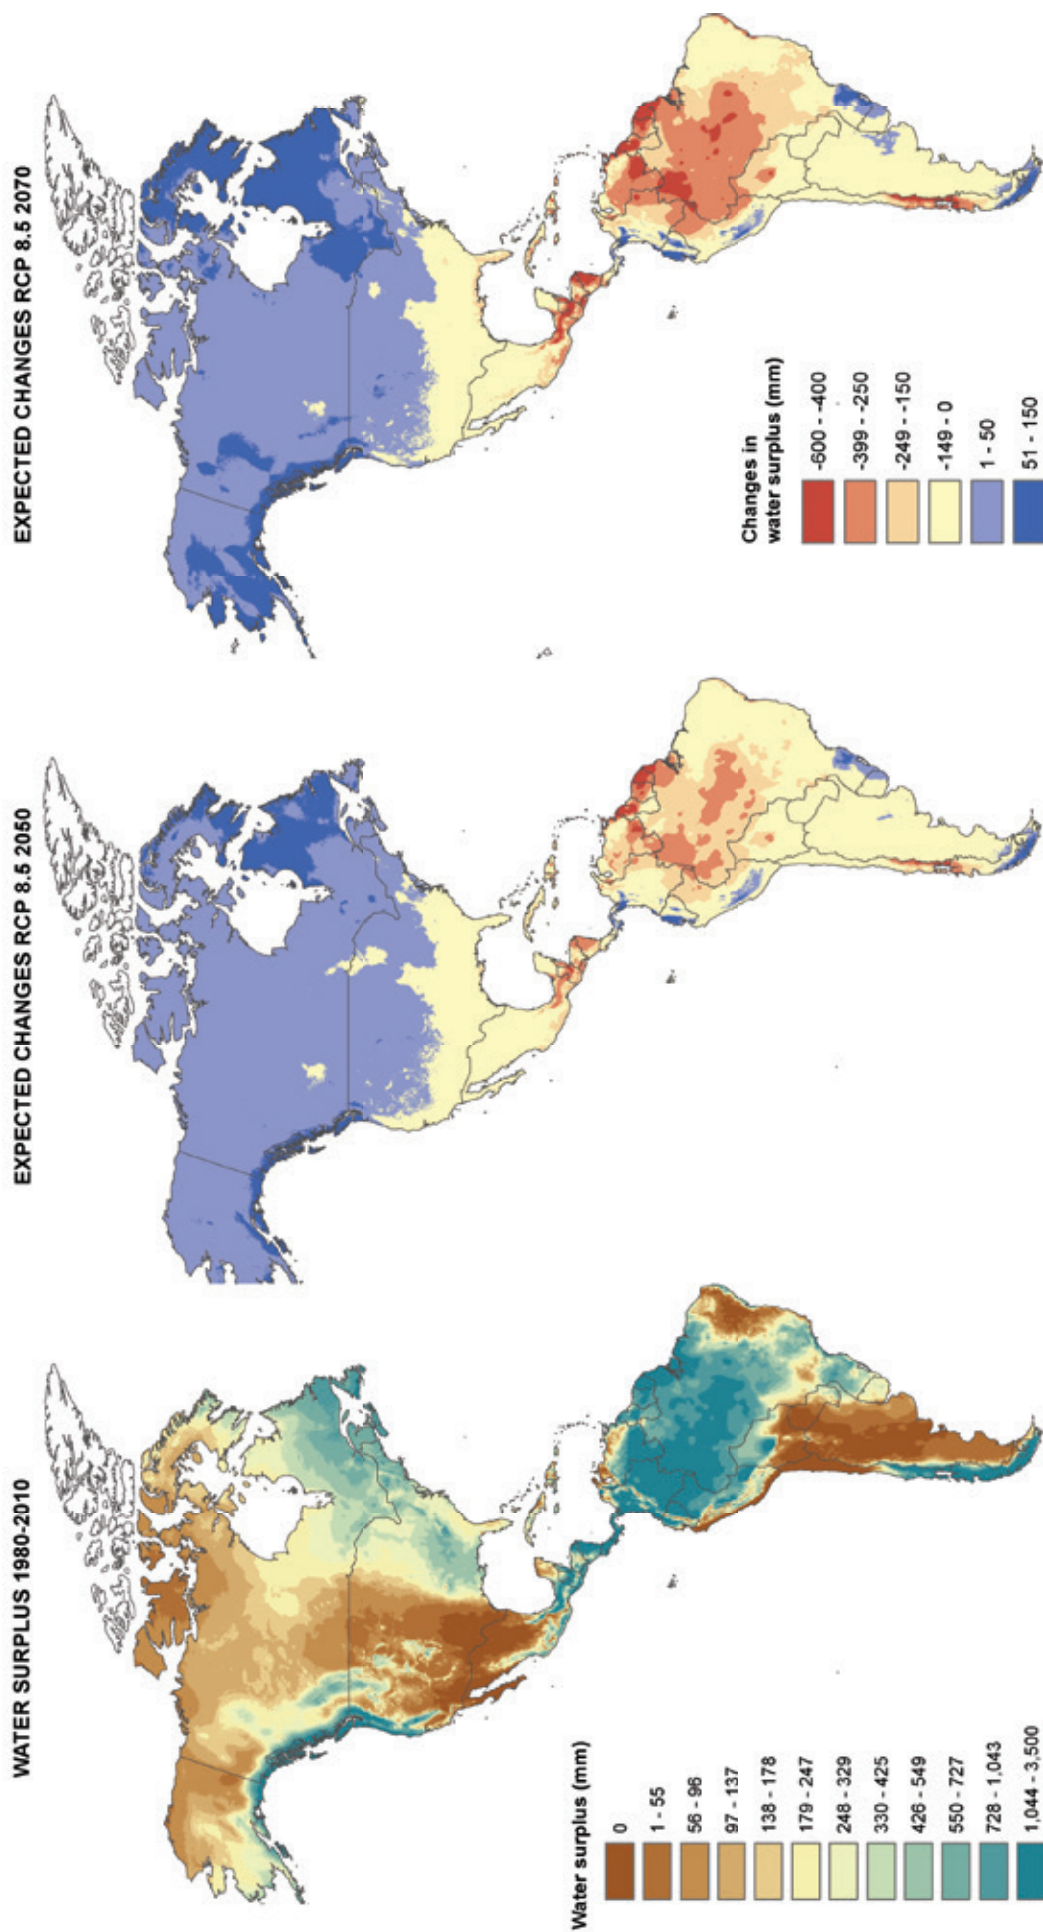 WATER SURPLUS 1980-2010
Water surplus (mm)
0
1 - 55
56 - 96
97 - 137
138 - 178
179 - 247
248 - 329
330 - 425
426 - 549
550 - 727
728 - 1,043
1,044 - 3,500
EXPECTED CHANGES RCP 8.5 2050
EXPECTED CHANGES RCP 8.5 2070
Changes in
water surplus (mm)
-600 - -400
-399 - -250
-249 - -150
-149 - 0
1 - 50
51 - 150